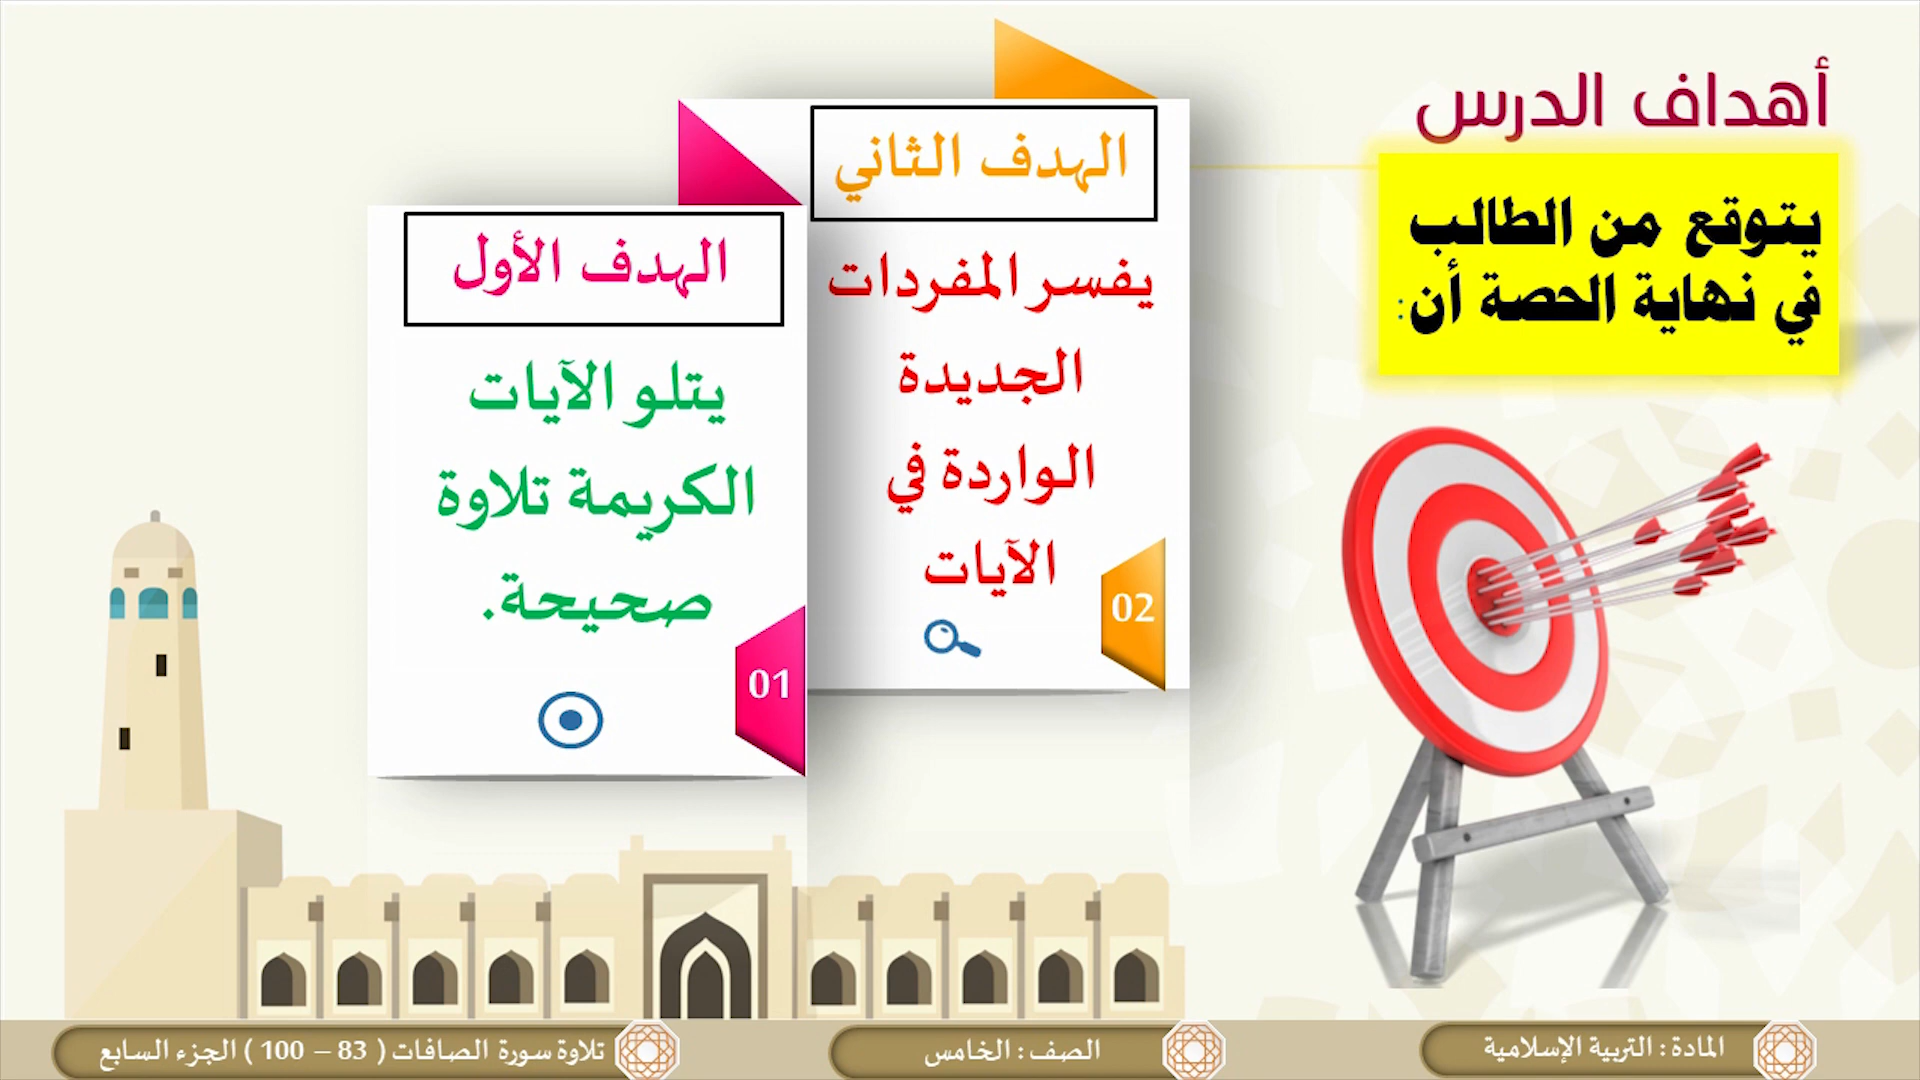 أهداف الدرس
يتوقع من الطالب
في نهاية الحصة أن:
الهدف الأول
يتلو الآيات
الكريمة تلاوة
صحيحة.
01
الهدف الثاني
يفسر المفردات
الجديدة
الواردة في
الآيات
02
المادة : التربية الإسلامية
الصف : الخامس
تلاوة سورة الصافات ( 83 – 100 ) الجزء السابع